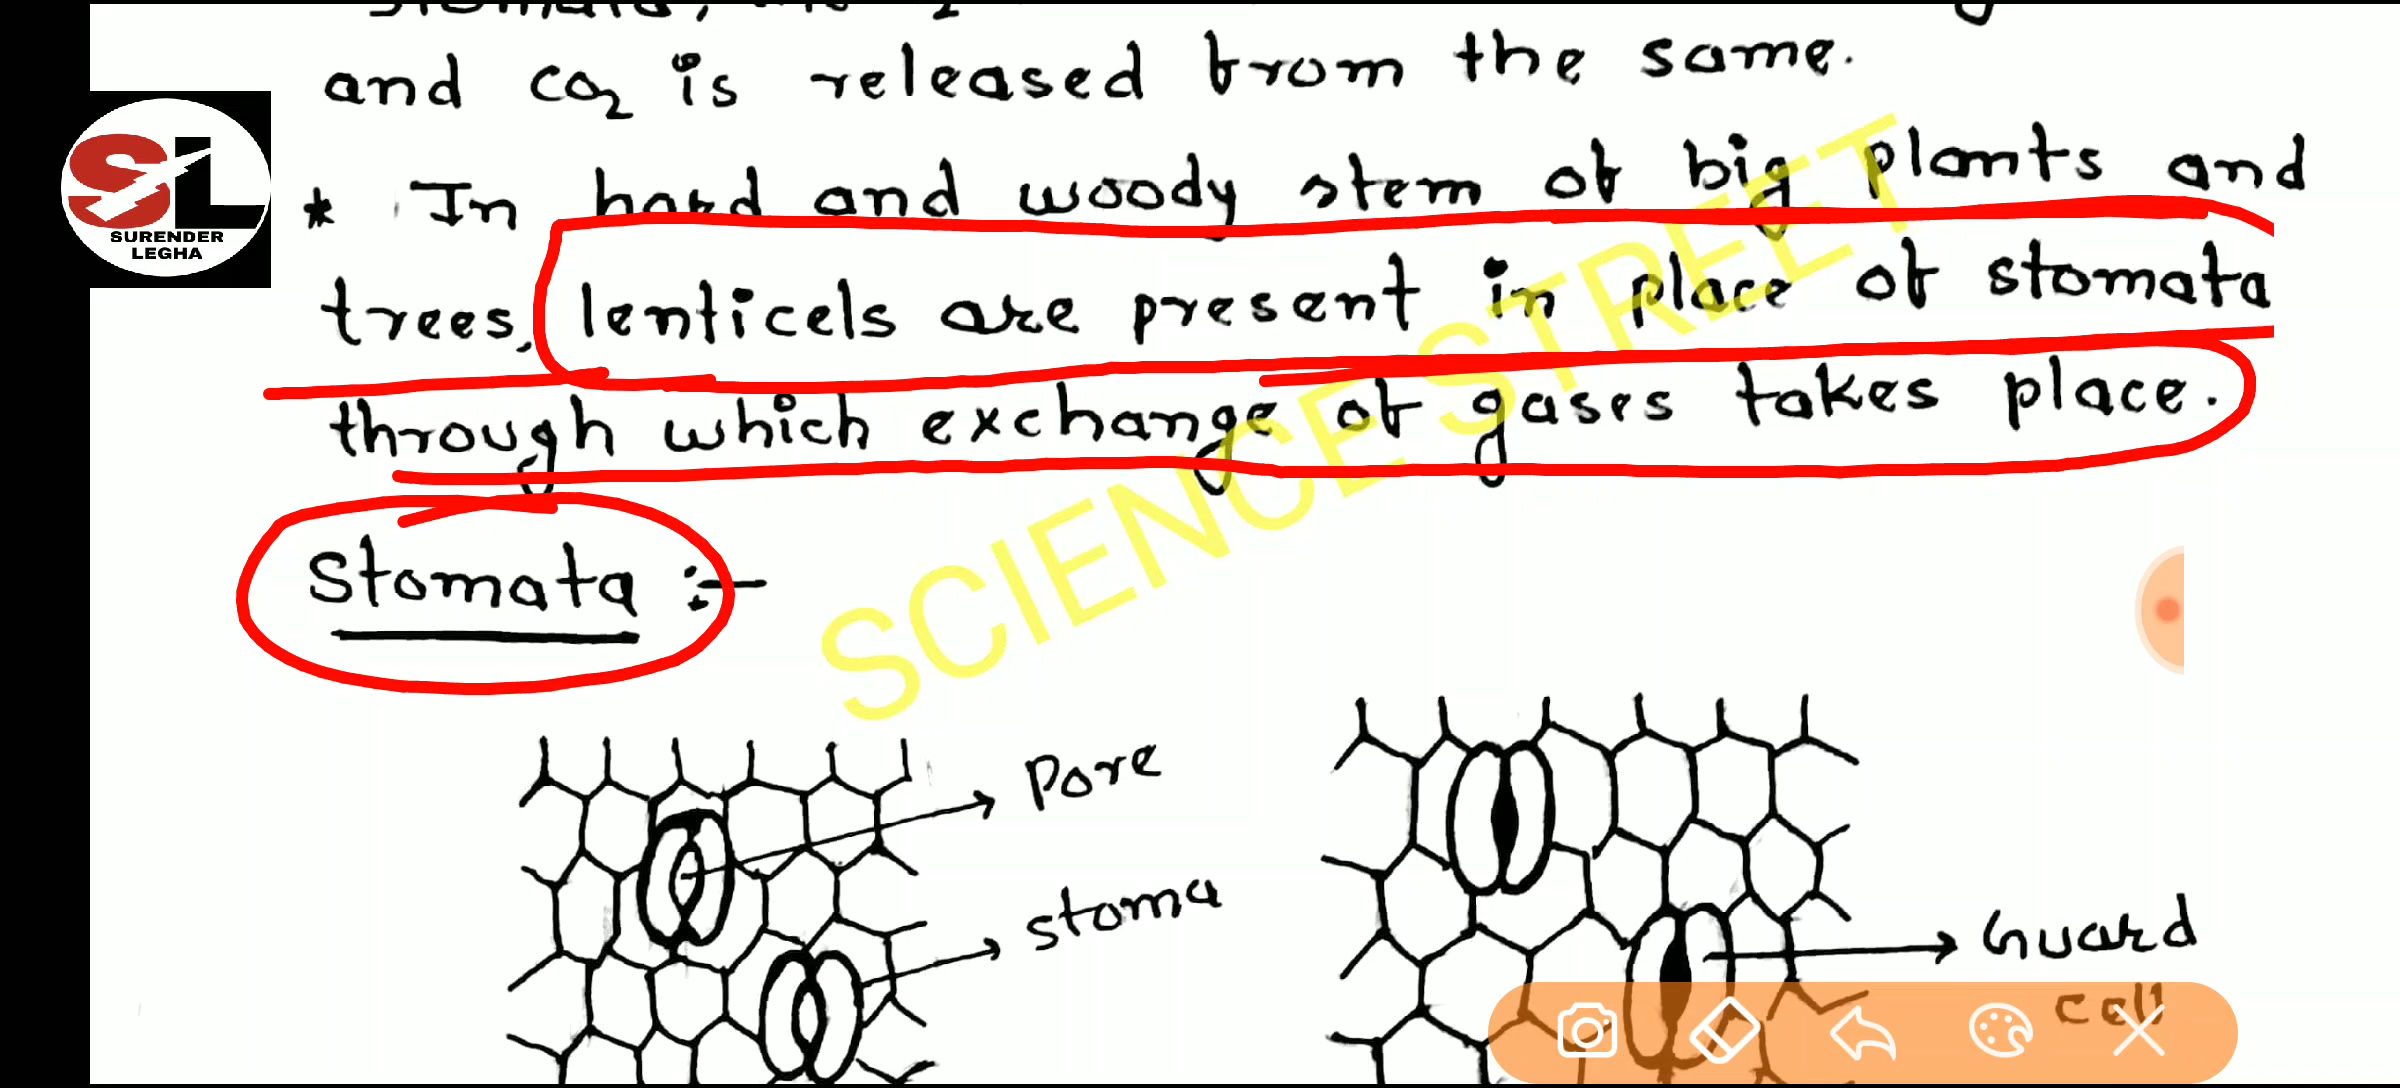 and CO2 is released from the same.
* In hard and woody stem of big plants and
trees, lenticels are present in place of stomata
through which exchange of gases takes place.
Stomata :-
Pore
stoma
Guard
cell
SL
SURENDER
LEGHA
SCIENCE STREET